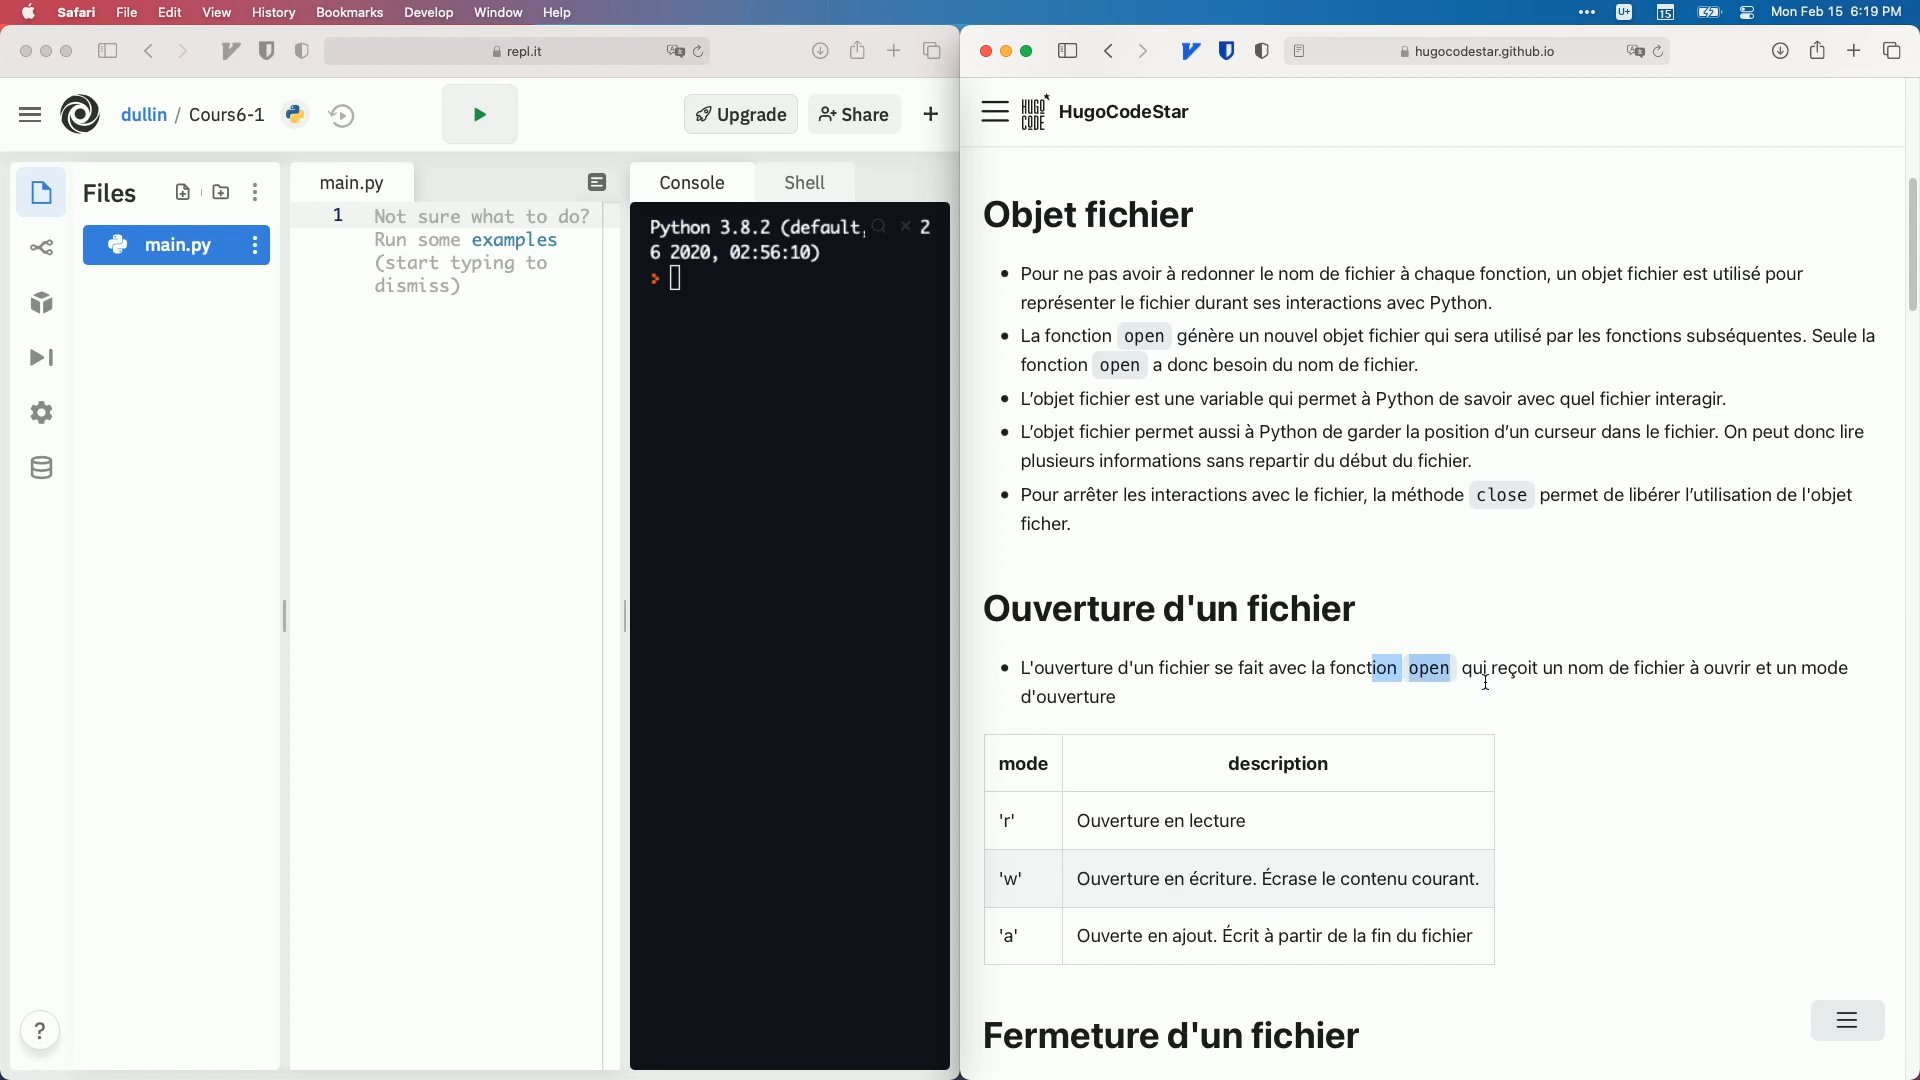 Safari File Edit View History Bookmarks Develop Window Help
U+ 15 Mon Feb 15 6:19 PM
repl.it
dullin / Cours6-1
Upgrade
Share
Files
main.py
main.py
1 Not sure what to do?
Run some examples
(start typing to
dismiss)
Console Shell
Python 3.8.2 (default, 2
6 2020, 02:56:10)
?
hugocodestar.github.io
HUGO CODE
HugoCodeStar
Objet fichier
• Pour ne pas avoir à redonner le nom de fichier à chaque fonction, un objet fichier est utilisé pour
représenter le fichier durant ses interactions avec Python.
• La fonction open génère un nouvel objet fichier qui sera utilisé par les fonctions subséquentes. Seule la
fonction open a donc besoin du nom de fichier.
• L’objet fichier est une variable qui permet à Python de savoir avec quel fichier interagir.
• L’objet fichier permet aussi à Python de garder la position d’un curseur dans le fichier. On peut donc lire
plusieurs informations sans repartir du début du fichier.
• Pour arrêter les interactions avec le fichier, la méthode close permet de libérer l’utilisation de l'objet
ficher.
Ouverture d'un fichier
• L'ouverture d'un fichier se fait avec la fonction open qui reçoit un nom de fichier à ouvrir et un mode
d'ouverture
mode description
'r' Ouverture en lecture
'w' Ouverture en écriture. Écrase le contenu courant.
'a' Ouverte en ajout. Écrit à partir de la fin du fichier
Fermeture d'un fichier